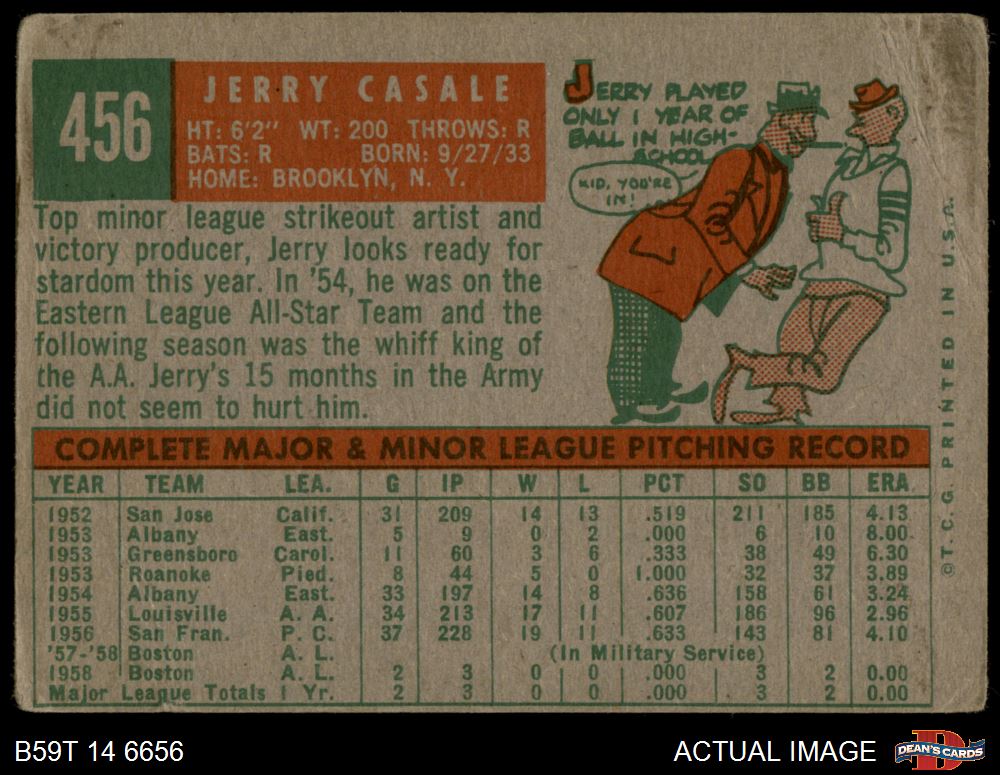 456
JERRY CASALE
HT: 6'2" WT: 200 THROWS: R
BATS: R BORN: 9/27/33
HOME: BROOKLYN, N. Y.
JERRY PLAYED
ONLY 1 YEAR OF
BALL IN HIGH-
SCHOOL
KID, YOU'RE
IN!
Top minor league strikeout artist and
victory producer, Jerry looks ready for
stardom this year. In '54, he was on the
Eastern League All-Star Team and the
following season was the whiff king of
the A.A. Jerry's 15 months in the Army
did not seem to hurt him.
COMPLETE MAJOR & MINOR LEAGUE PITCHING RECORD
YEAR TEAM LEA. G IP W L PCT SO BB ERA
1952 San Jose Calif. 31 209 14 13 .519 211 185 4.13
1953 Albany East. 5 9 0 2 .000 6 10 8.00
1953 Greensboro Carol. 11 60 3 6 .333 38 49 6.30
1953 Roanoke Pied. 8 44 5 0 1.000 32 37 3.89
1954 Albany East. 33 197 14 8 .636 158 61 3.24
1955 Louisville A. A. 34 213 17 11 .607 186 96 2.96
1956 San Fran. P. C. 37 228 19 11 .633 143 81 4.10
'57-'58 Boston A. L. (In Military Service)
1958 Boston A. L. 2 3 0 0 .000 3 2 0.00
Major League Totals 1 Yr. 2 3 0 0 .000 3 2 0.00
©T. C. G. PRINTED IN U.S.A.
B59T 14 6656
ACTUAL IMAGE
DEAN'S CARDS